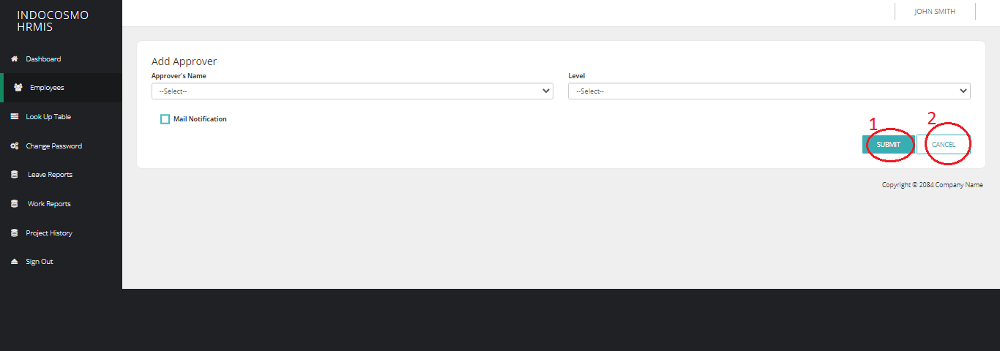 INDOCOSMO
HRMIS
JOHN SMITH
Dashboard
Employees
Look Up Table
Change Password
Leave Reports
Work Reports
Project History
Sign Out
Add Approver
Approver's Name
Level
--Select--
--Select--
Mail Notification
1
2
SUBMIT
CANCEL
Copyright © 2084 Company Name